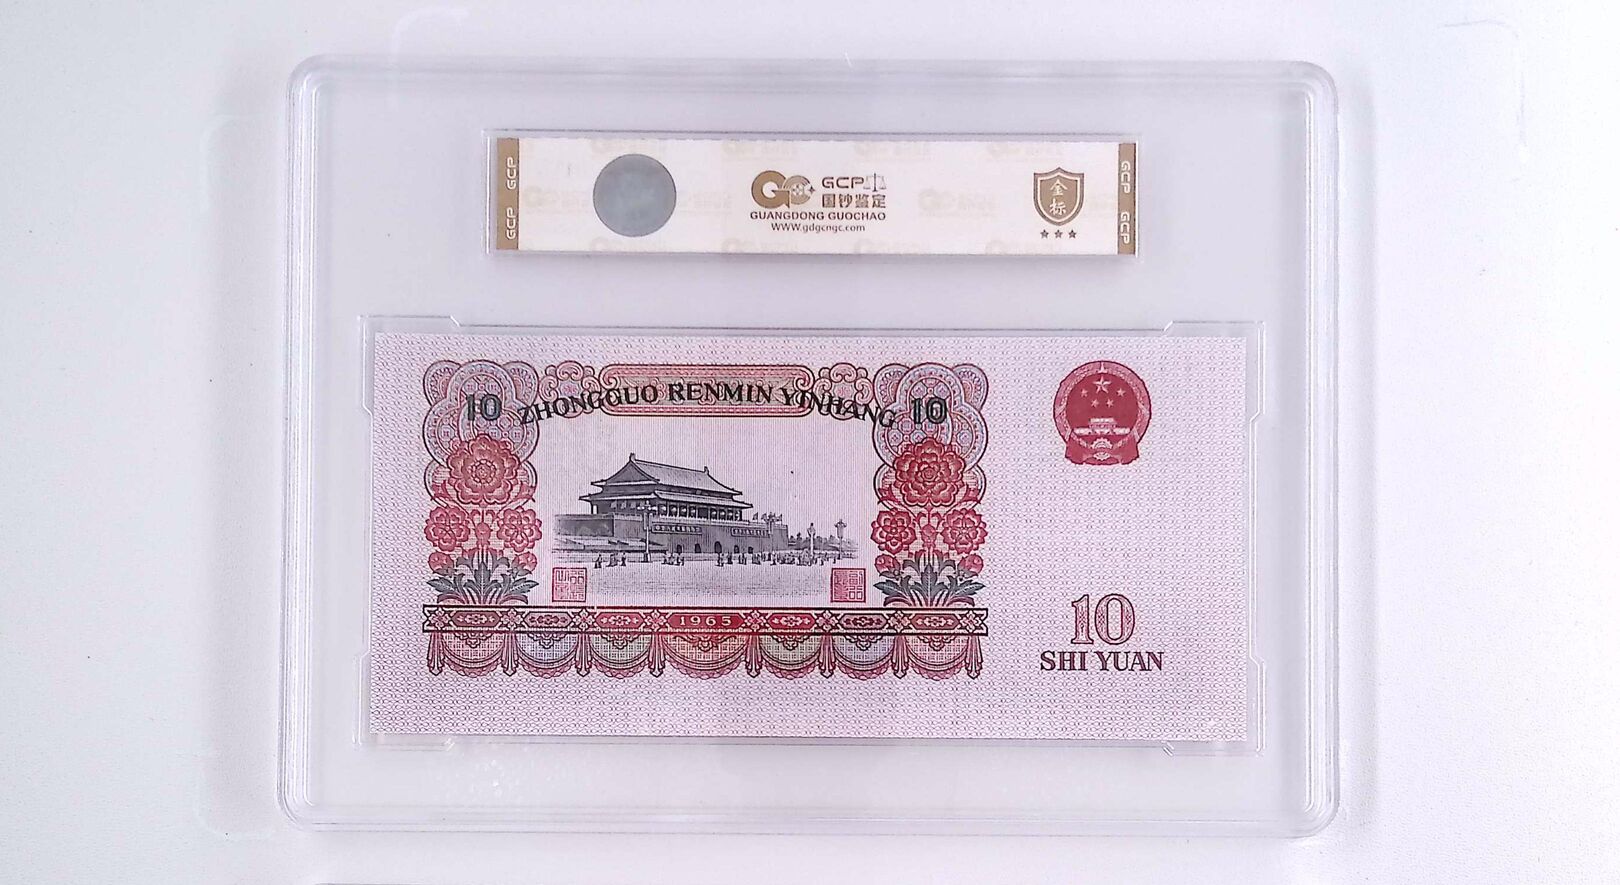 GCP
GCP
GCP
国钞鉴定
GUANGDONG GUOCHAO
www.gdgcngc.com
金标
GCP
GCP
10 ZHONGGUO RENMIN YINHANG 10
1965
10
SHI YUAN